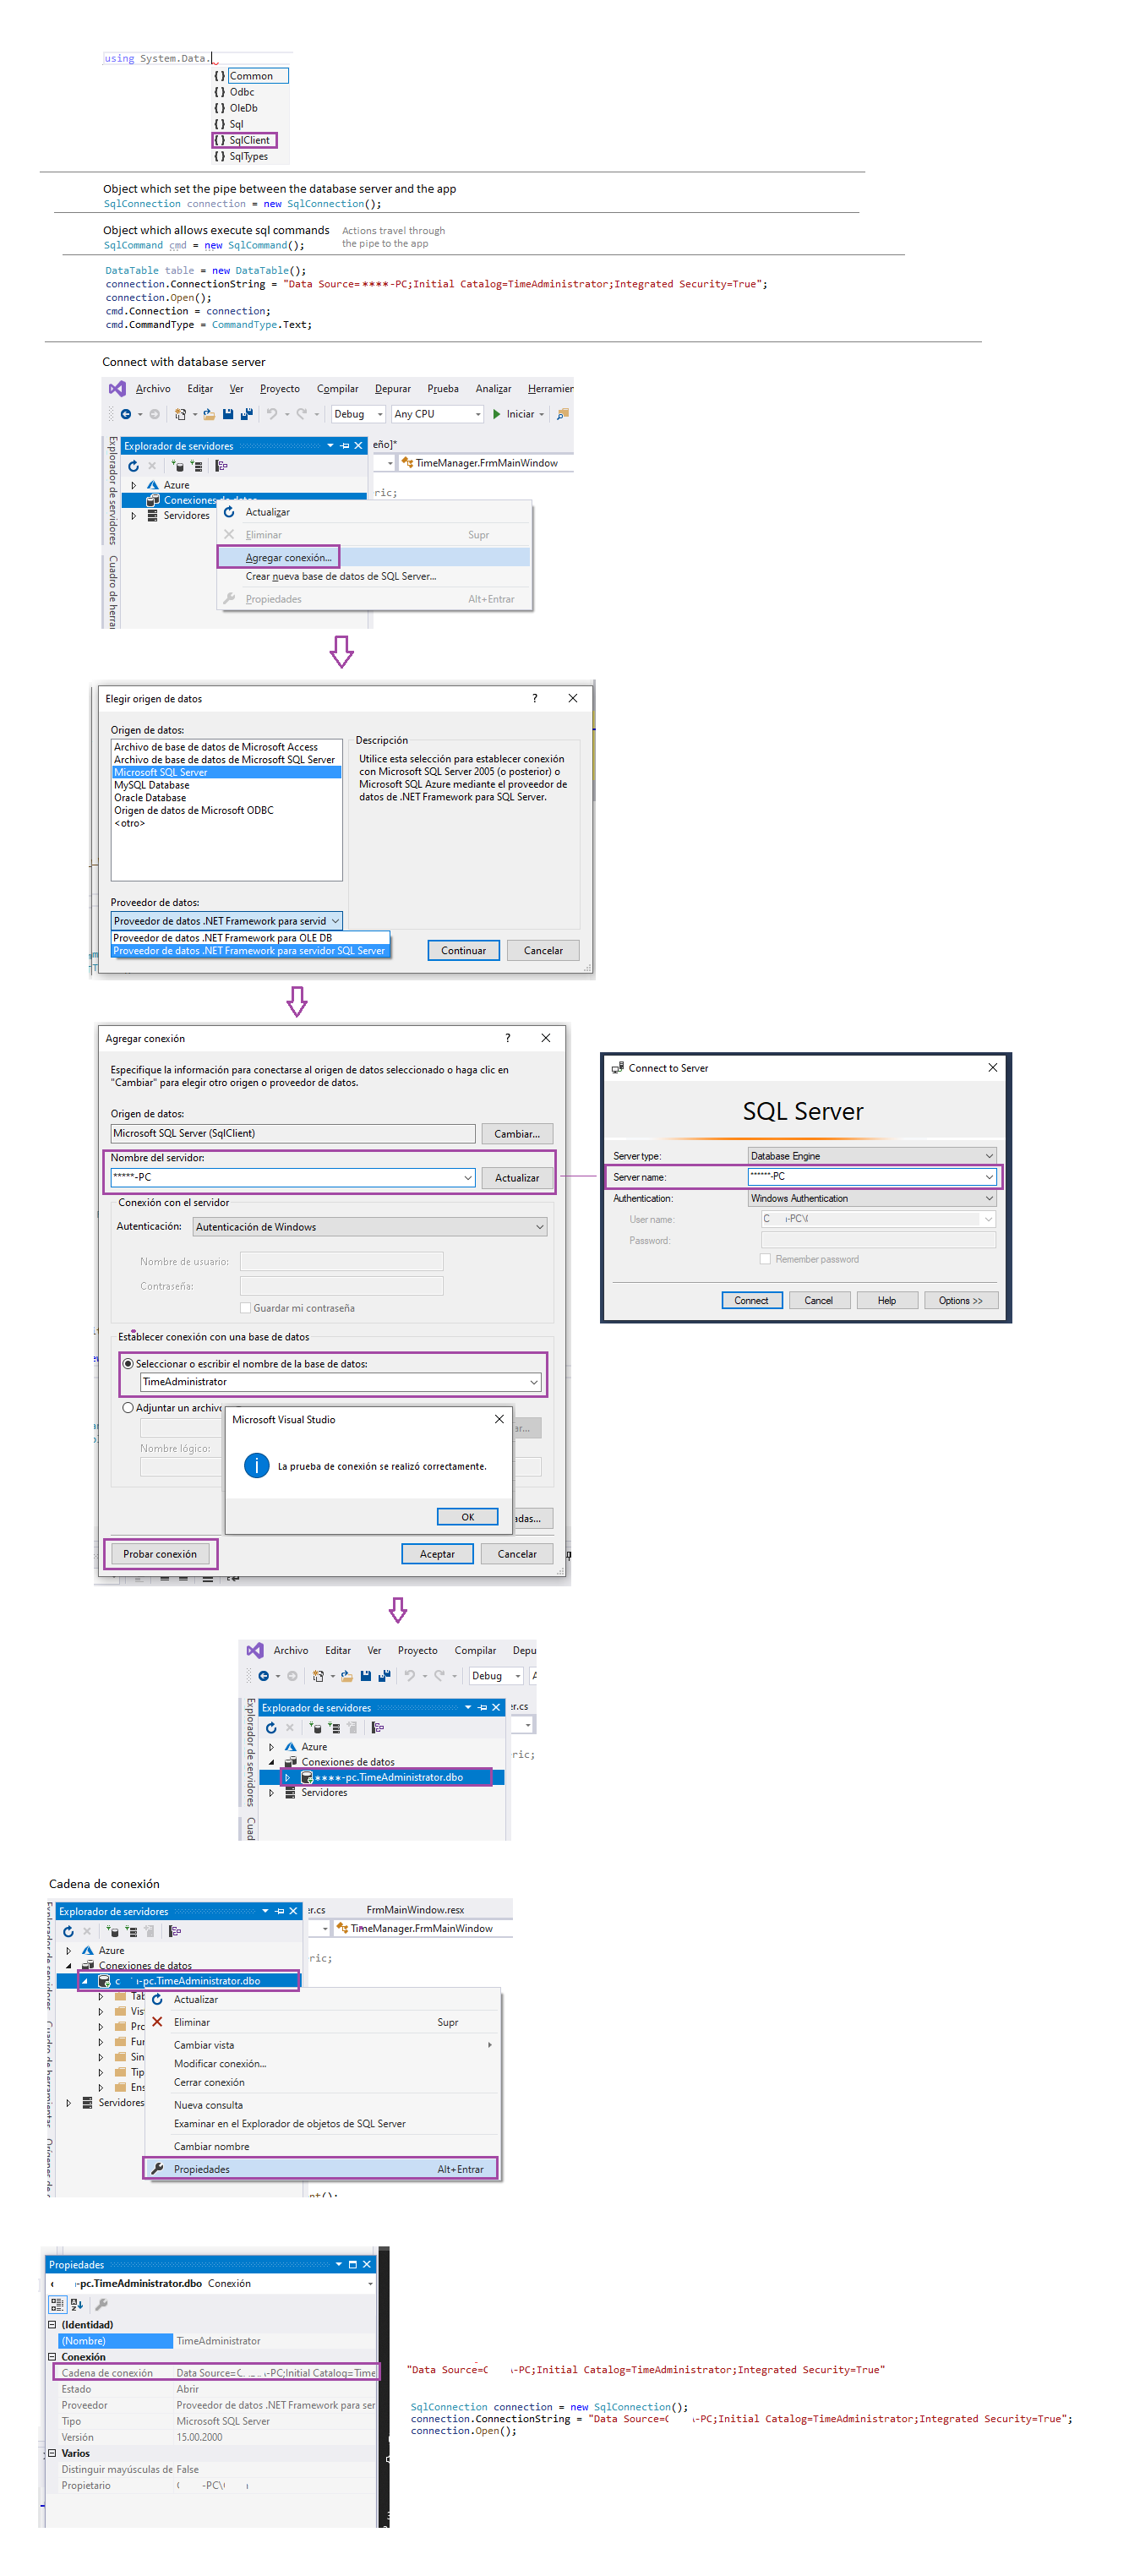 using System.Data.
{ } Common
{ } Odbc
{ } OleDb
{ } Sql
{ } SqlClient
{ } SqlTypes
Object which set the pipe between the database server and the app
SqlConnection connection = new SqlConnection();
Object which allows execute sql commands
Actions travel through
the pipe to the app
SqlCommand cmd = new SqlCommand();
DataTable table = new DataTable();
connection.ConnectionString = "Data Source=****-PC;Initial Catalog=TimeAdministrator;Integrated Security=True";
connection.Open();
cmd.Connection = connection;
cmd.CommandType = CommandType.Text;
Connect with database server
Archivo Editar Ver Proyecto Compilar Depurar Prueba Analizar Herramier
Debug Any CPU Iniciar
Explorador de servidores
eño]*
TimeManager.FrmMainWindow
Explorador de servidores
Cuadro de herra
Azure
Conexiones de datos
ric;
Servidores
Actualizar
Eliminar Supr
Agregar conexión...
Crear nueva base de datos de SQL Server...
Propiedades Alt+Entrar
Elegir origen de datos
Origen de datos:
Archivo de base de datos de Microsoft Access
Archivo de base de datos de Microsoft SQL Server
Microsoft SQL Server
MySQL Database
Oracle Database
Origen de datos de Microsoft ODBC
<otro>
Descripción
Utilice esta selección para establecer conexión
con Microsoft SQL Server 2005 (o posterior) o
Microsoft SQL Azure mediante el proveedor de
datos de .NET Framework para SQL Server.
Proveedor de datos:
Proveedor de datos .NET Framework para servid
Proveedor de datos .NET Framework para OLE DB
Proveedor de datos .NET Framework para servidor SQL Server
Continuar Cancelar
Agregar conexión
Especifique la información para conectarse al origen de datos seleccionado o haga clic en
"Cambiar" para elegir otro origen o proveedor de datos.
Origen de datos:
Microsoft SQL Server (SqlClient) Cambiar...
Nombre del servidor:
*****-PC Actualizar
Conexión con el servidor
Autenticación: Autenticación de Windows
Nombre de usuario:
Contraseña:
Guardar mi contraseña
Establecer conexión con una base de datos
Seleccionar o escribir el nombre de la base de datos:
TimeAdministrator
Adjuntar un archivo
Nombre lógico:
Microsoft Visual Studio
La prueba de conexión se realizó correctamente.
OK
ar...
adas...
Probar conexión Aceptar Cancelar
Connect to Server
SQL Server
Server type: Database Engine
Server name: ******-PC
Authentication: Windows Authentication
User name: C -PC\
Password:
Remember password
Connect Cancel Help Options >>
Archivo Editar Ver Proyecto Compilar Depu
Debug
Explorador de servidores
er.cs
Explorador de servidores
Cuad
Azure
Conexiones de datos
ric;
****-pc.TimeAdministrator.dbo
Servidores
Cadena de conexión
Explorador de servidores
er.cs FrmMainWindow.resx
TimeManager.FrmMainWindow
Explorador de servidores
Cuadro de herramientas
Orígenes de
Azure
Conexiones de datos
ric;
c -pc.TimeAdministrator.dbo
Tab
Vis
Pro
Fur
Sin
Tip
Ens
Servidores
Actualizar
Eliminar Supr
Cambiar vista
Modificar conexión...
Cerrar conexión
Nueva consulta
Examinar en el Explorador de objetos de SQL Server
Cambiar nombre
Propiedades Alt+Entrar
nt();
Propiedades
-pc.TimeAdministrator.dbo Conexión
(Identidad)
(Nombre) TimeAdministrator
Conexión
Cadena de conexión Data Source=C -PC;Initial Catalog=Time
Estado Abrir
Proveedor Proveedor de datos .NET Framework para ser
Tipo Microsoft SQL Server
Versión 15.00.2000
Varios
Distinguir mayúsculas de False
Propietario -PC\
"Data Source=C -PC;Initial Catalog=TimeAdministrator;Integrated Security=True"
SqlConnection connection = new SqlConnection();
connection.ConnectionString = "Data Source=C -PC;Initial Catalog=TimeAdministrator;Integrated Security=True";
connection.Open();